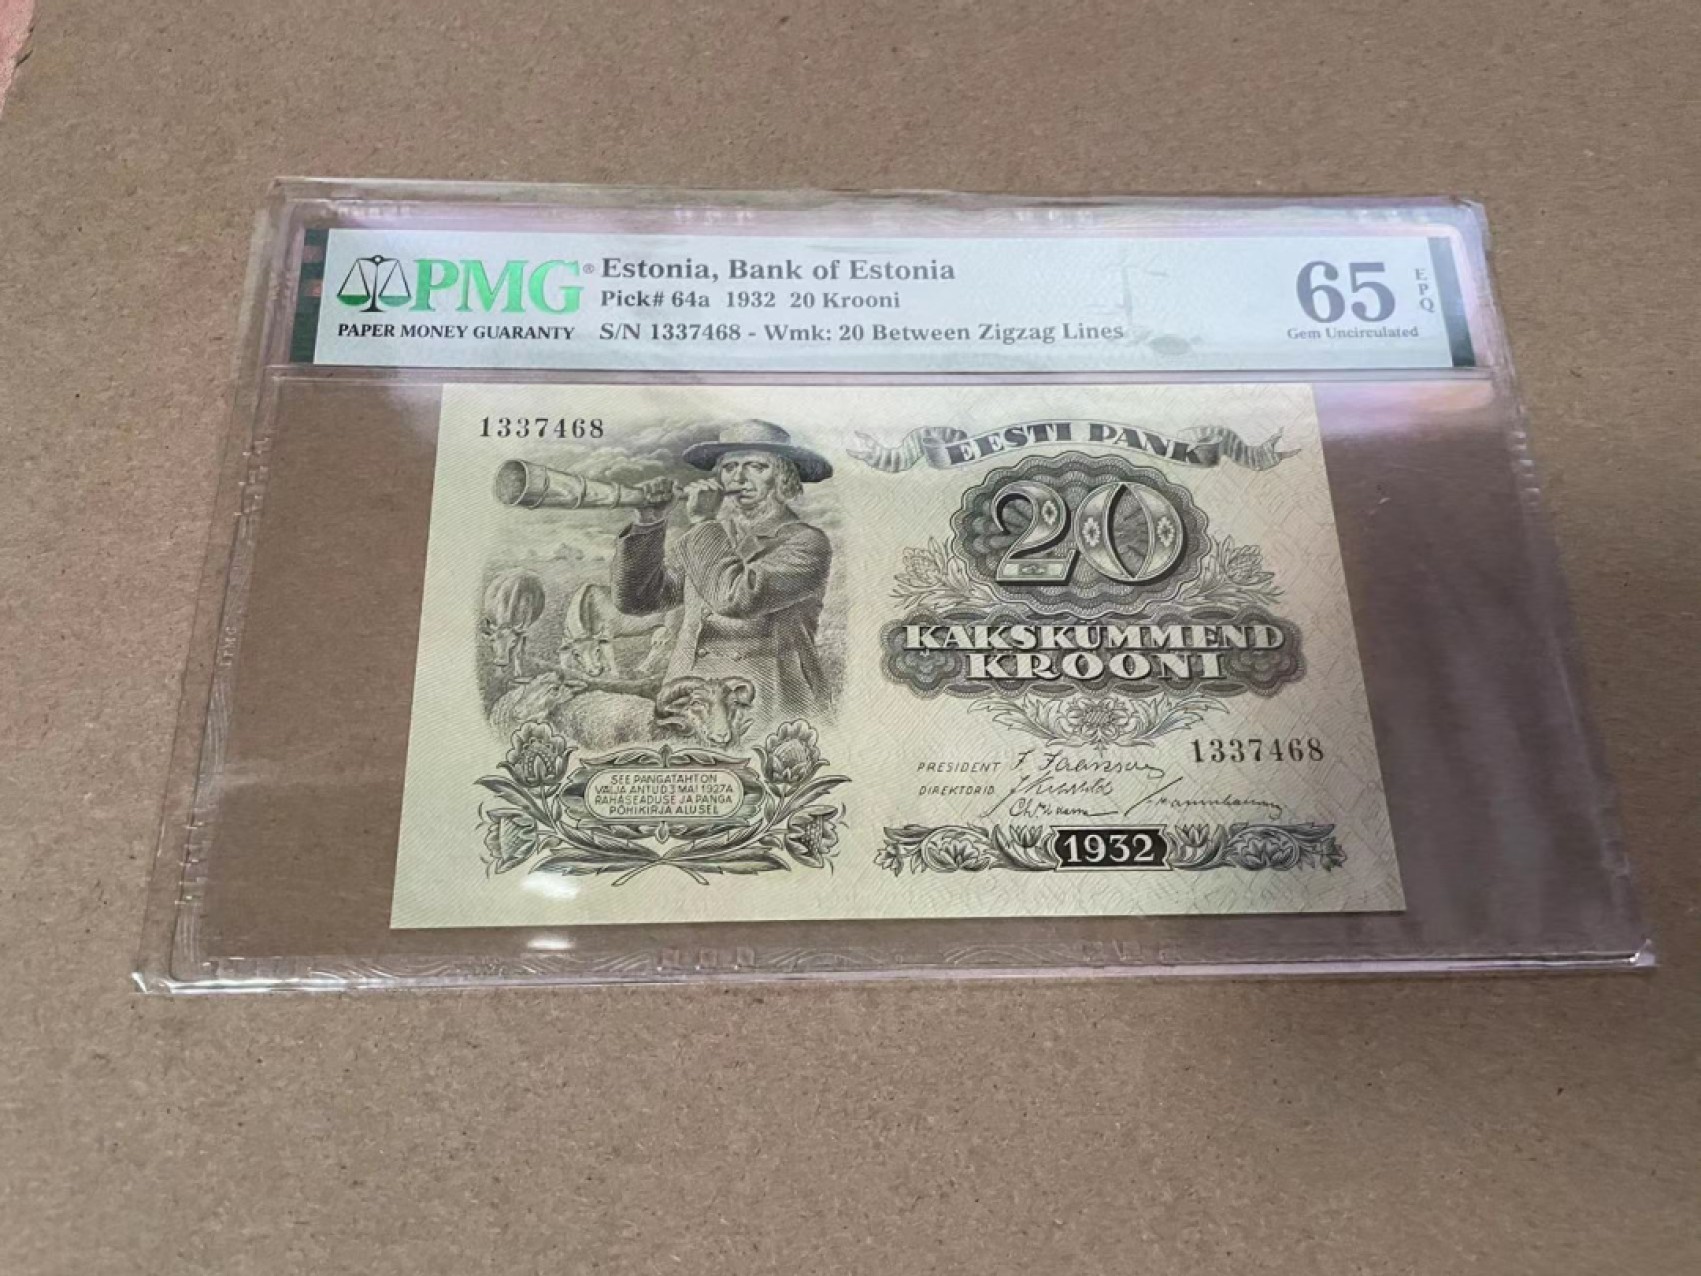 PMG®
PAPER MONEY GUARANTY
Estonia, Bank of Estonia
Pick# 64a 1932 20 Krooni
S/N 1337468 - Wmk: 20 Between Zigzag Lines
65
EPQ
Gem Uncirculated
1337468
EESTI PANK
20
KAKSKÜMMEND
KROONI
1337468
PRESIDENT
DIREKTORID
SEE PANGATÄHT ON
VÄLJA ANTUD 3 MAI 1927 A
RAHASEADUSE JA PANGA
PÕHIKIRJA ALUSEL
1932